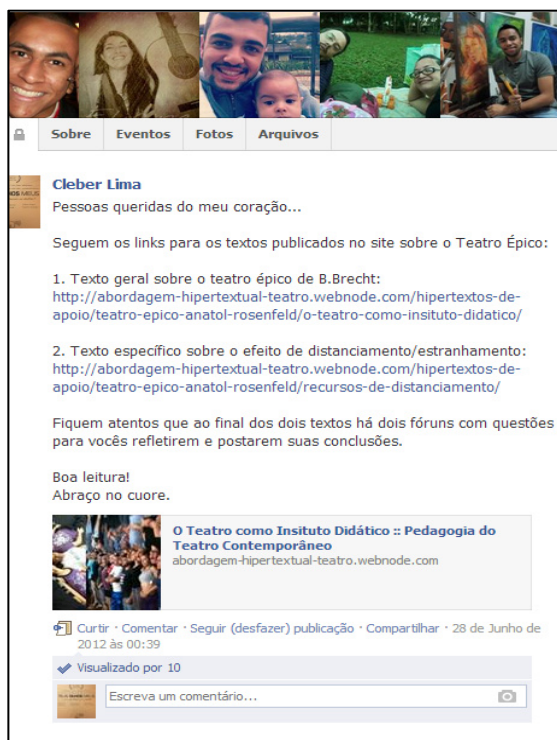 Sobre Eventos Fotos Arquivos
Cleber Lima
Pessoas queridas do meu coração...
Seguem os links para os textos publicados no site sobre o Teatro Épico:
1. Texto geral sobre o teatro épico de B.Brecht:
http://abordagem-hipertextual-teatro.webnode.com/hipertextos-de-
apoio/teatro-epico-anatol-rosenfeld/o-teatro-como-insituto-didatico/
2. Texto específico sobre o efeito de distanciamento/estranhamento:
http://abordagem-hipertextual-teatro.webnode.com/hipertextos-de-
apoio/teatro-epico-anatol-rosenfeld/recursos-de-distanciamento/
Fiquem atentos que ao final dos dois textos há dois fóruns com questões
para vocês refletirem e postarem suas conclusões.
Boa leitura!
Abraço no cuore.
O Teatro como Insituto Didático :: Pedagogia do
Teatro Contemporâneo
abordagem-hipertextual-teatro.webnode.com
Curtir · Comentar · Seguir (desfazer) publicação · Compartilhar · 28 de Junho de
2012 às 00:39
Visualizado por 10
Escreva um comentário...